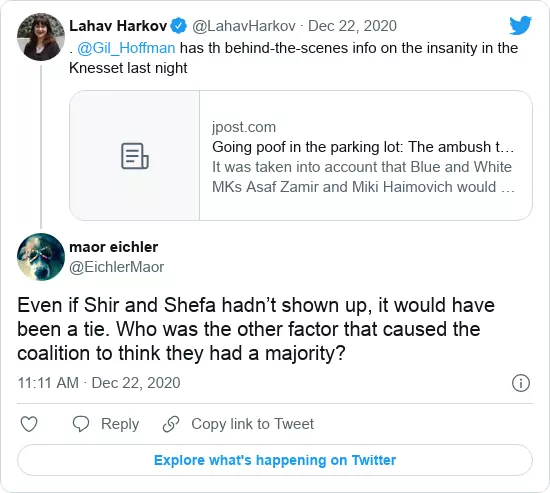 Lahav Harkov @LahavHarkov · Dec 22, 2020
. @Gil_Hoffman has th behind-the-scenes info on the insanity in the
Knesset last night
jpost.com
Going poof in the parking lot: The ambush t…
It was taken into account that Blue and White
MKs Asaf Zamir and Miki Haimovich would …
maor eichler
@EichlerMaor
Even if Shir and Shefa hadn’t shown up, it would have
been a tie. Who was the other factor that caused the
coalition to think they had a majority?
11:11 AM · Dec 22, 2020
Reply Copy link to Tweet
Explore what's happening on Twitter